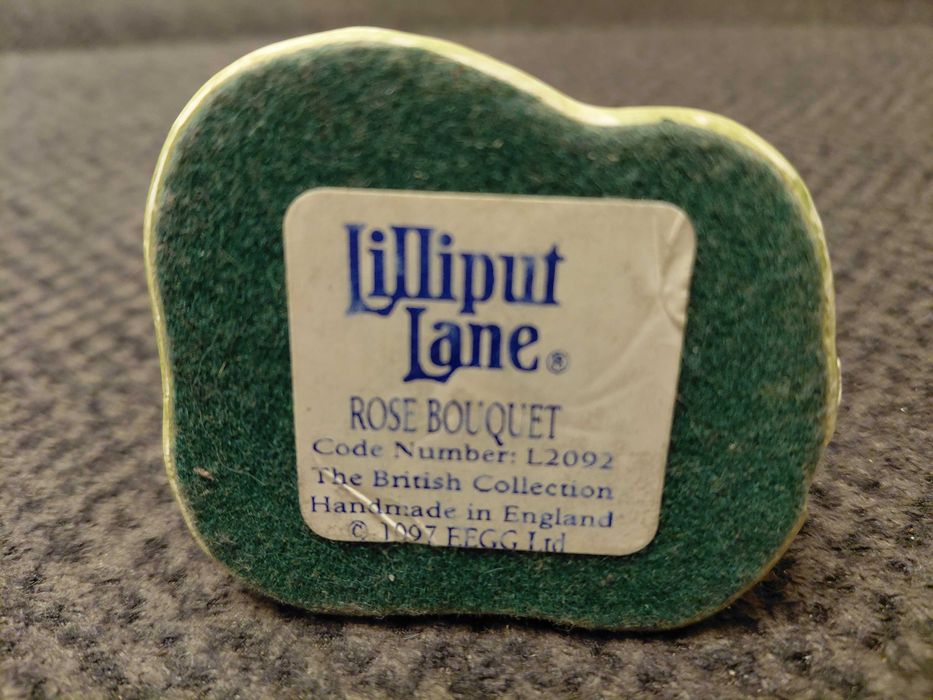 Lilliput
Lane®
ROSE BOUQUET
Code Number: L2092
The British Collection
Handmade in England
© 1997 EEGG Ltd